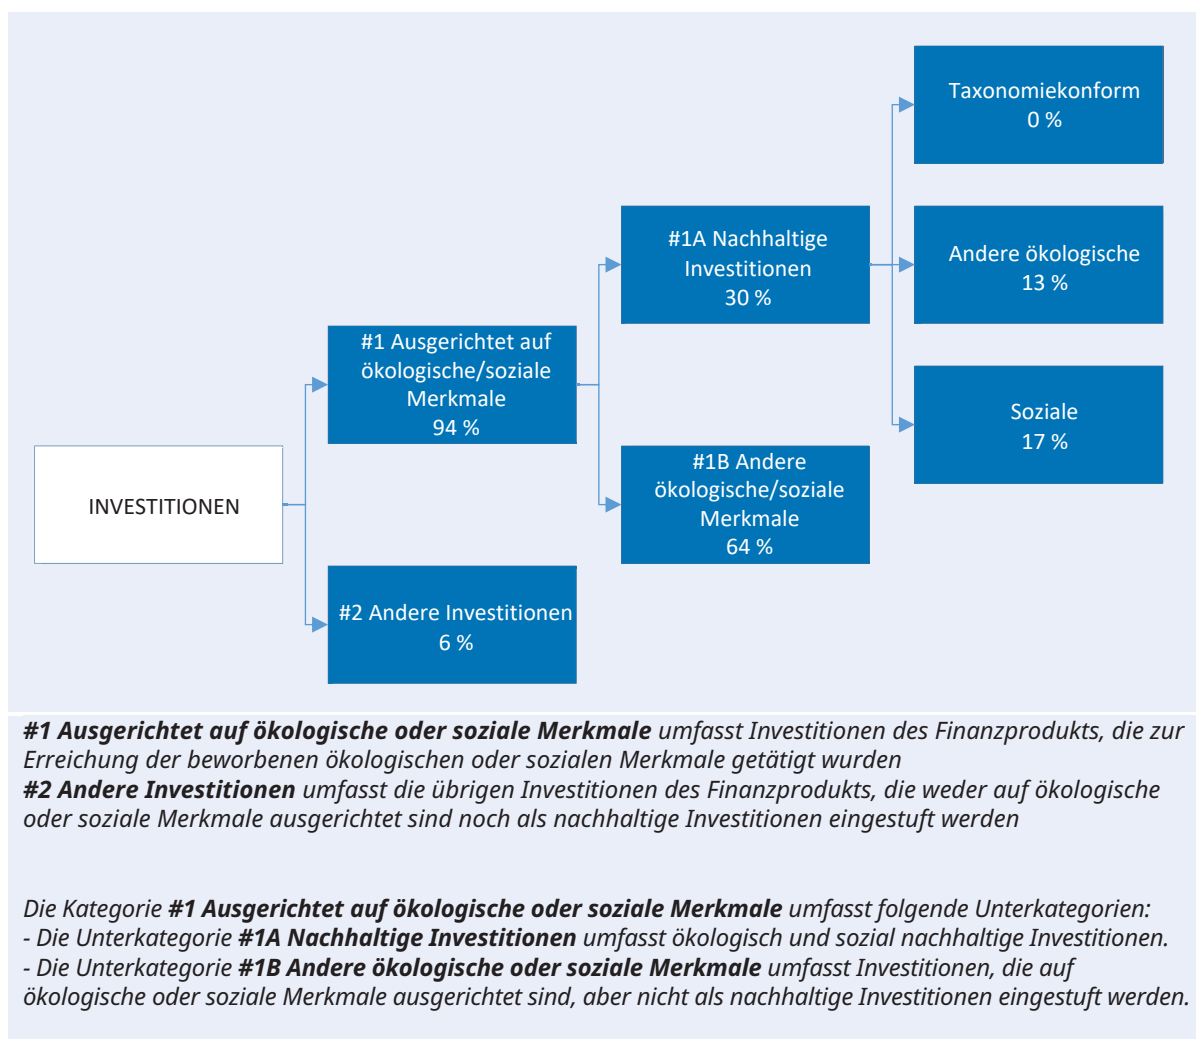 Taxonomiekonform
0 %
#1A Nachhaltige
Investitionen
30 %
Andere ökologische
13 %
#1 Ausgerichtet auf
ökologische/soziale
Merkmale
94 %
Soziale
17 %
#1B Andere
ökologische/soziale
Merkmale
64 %
INVESTITIONEN
#2 Andere Investitionen
6 %
#1 Ausgerichtet auf ökologische oder soziale Merkmale umfasst Investitionen des Finanzprodukts, die zur
Erreichung der beworbenen ökologischen oder sozialen Merkmale getätigt wurden
#2 Andere Investitionen umfasst die übrigen Investitionen des Finanzprodukts, die weder auf ökologische
oder soziale Merkmale ausgerichtet sind noch als nachhaltige Investitionen eingestuft werden
Die Kategorie #1 Ausgerichtet auf ökologische oder soziale Merkmale umfasst folgende Unterkategorien:
- Die Unterkategorie #1A Nachhaltige Investitionen umfasst ökologisch und sozial nachhaltige Investitionen.
- Die Unterkategorie #1B Andere ökologische oder soziale Merkmale umfasst Investitionen, die auf
ökologische oder soziale Merkmale ausgerichtet sind, aber nicht als nachhaltige Investitionen eingestuft werden.